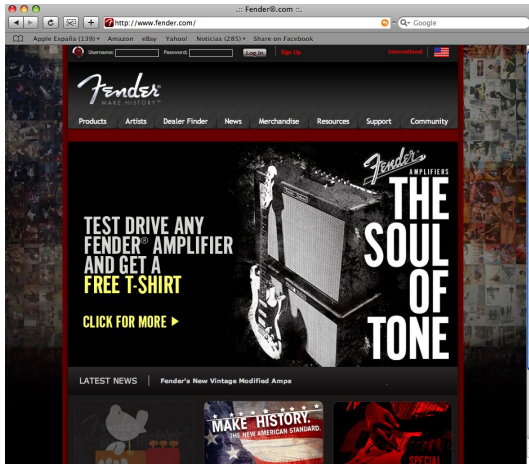 .:: Fender®.com ::.
http://www.fender.com/
Google
Apple España (139)▾ Amazon eBay Yahoo! Noticias (285)▾ Share on Facebook
Username: Password: Log In Sign Up International
Fender™
MAKE HISTORY™
Products Artists Dealer Finder News Merchandise Resources Support Community
Fender®
AMPLIFIERS
THE
SOUL
OF
TONE
TEST DRIVE ANY
FENDER® AMPLIFIER
AND GET A
FREE T-SHIRT
CLICK FOR MORE ▶
LATEST NEWS | Fender's New Vintage Modified Amps
MAKE HISTORY.
THE NEW AMERICAN STANDARD.
SPECIAL